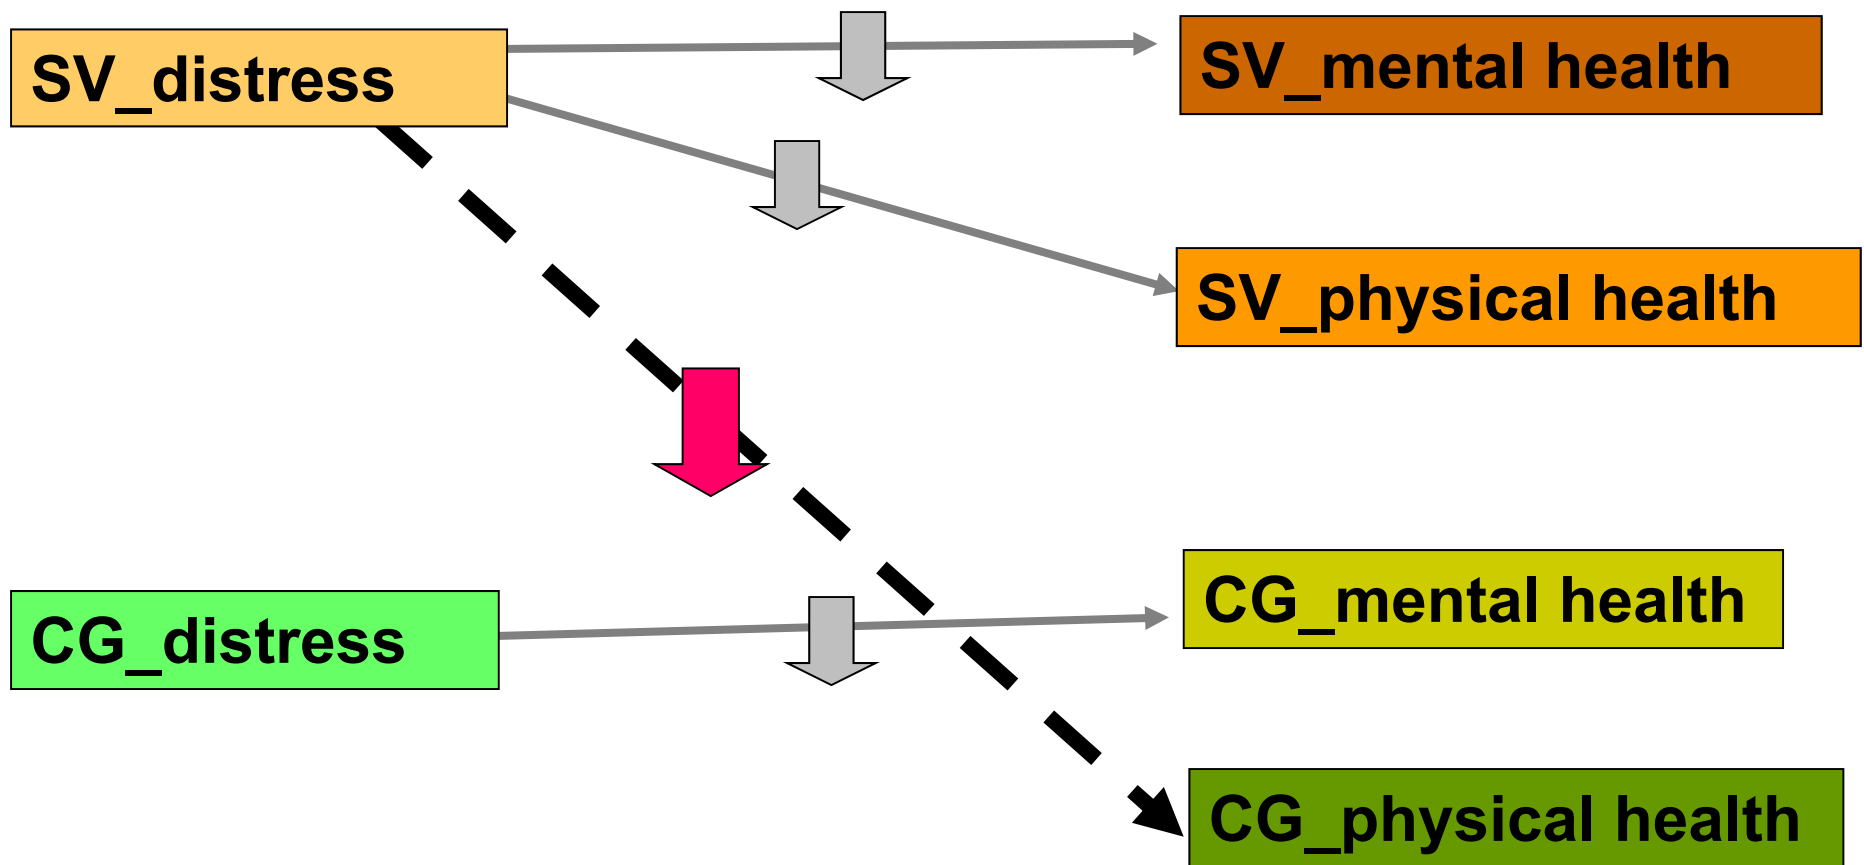 SV_distress
SV_mental health
SV_physical health
CG_distress
CG_mental health
CG_physical health